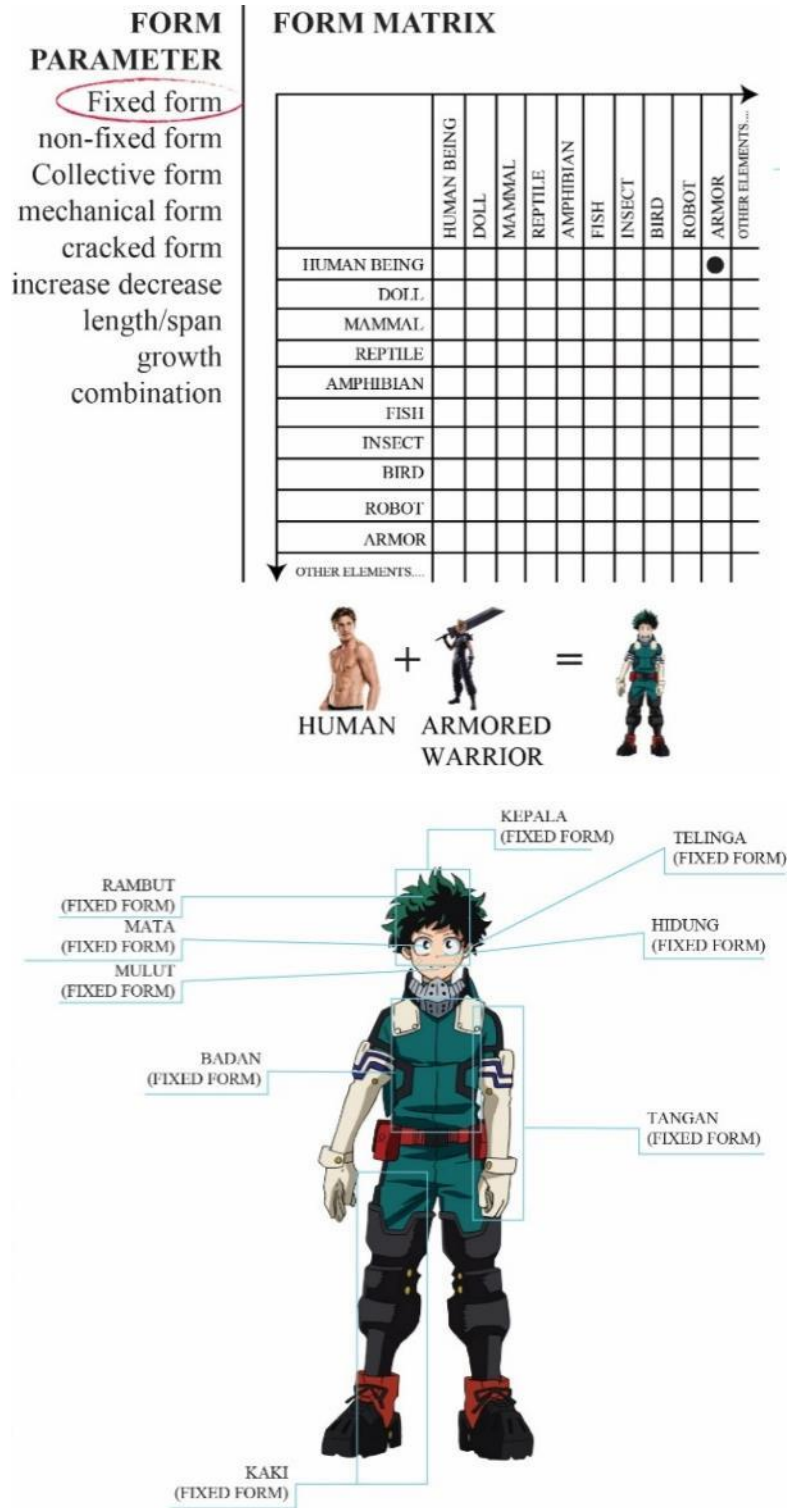 FORM
PARAMETER
Fixed form
non-fixed form
Collective form
mechanical form
cracked form
increase decrease
length/span
growth
combination
FORM MATRIX
HUMAN BEING
DOLL
MAMMAL
REPTILE
AMPHIBIAN
FISH
INSECT
BIRD
ROBOT
ARMOR
OTHER ELEMENTS....
HUMAN BEING
DOLL
MAMMAL
REPTILE
AMPHIBIAN
FISH
INSECT
BIRD
ROBOT
ARMOR
OTHER ELEMENTS....
+
=
HUMAN
ARMORED
WARRIOR
KEPALA
(FIXED FORM)
TELINGA
(FIXED FORM)
RAMBUT
(FIXED FORM)
MATA
(FIXED FORM)
HIDUNG
(FIXED FORM)
MULUT
(FIXED FORM)
BADAN
(FIXED FORM)
TANGAN
(FIXED FORM)
KAKI
(FIXED FORM)